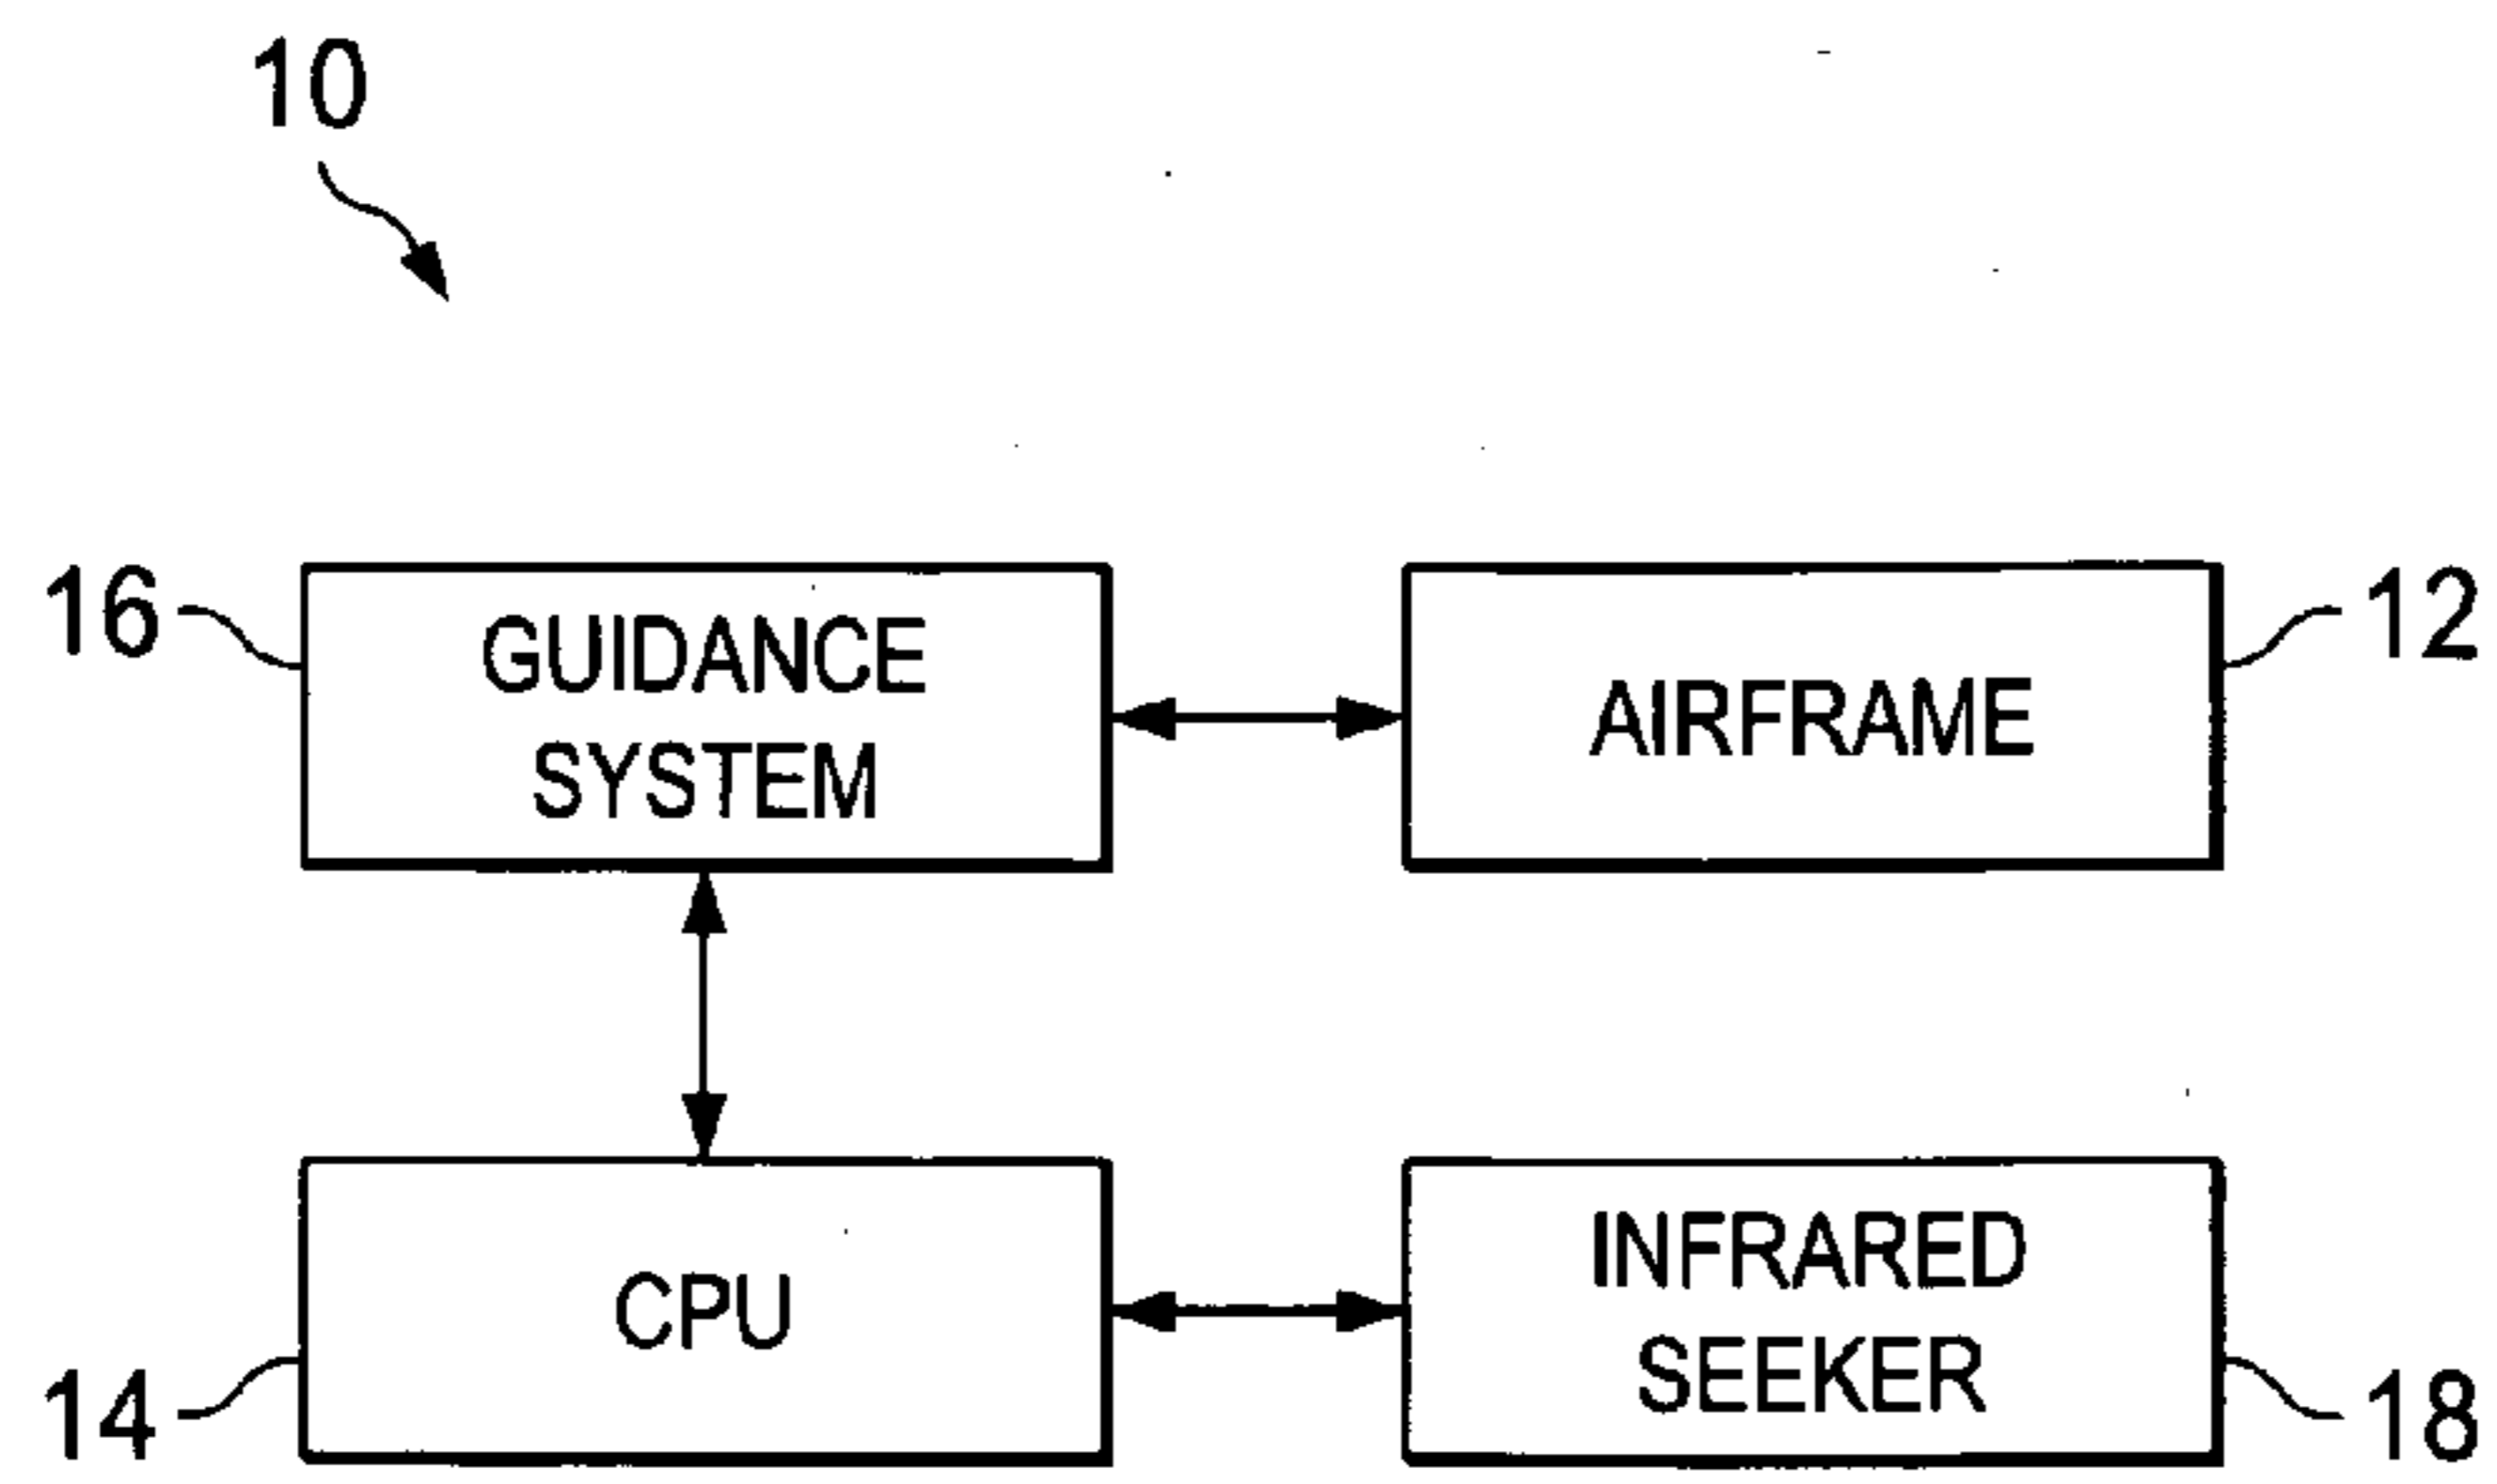 10
16
GUIDANCE
SYSTEM
AIRFRAME
12
14
CPU
INFRARED
SEEKER
18